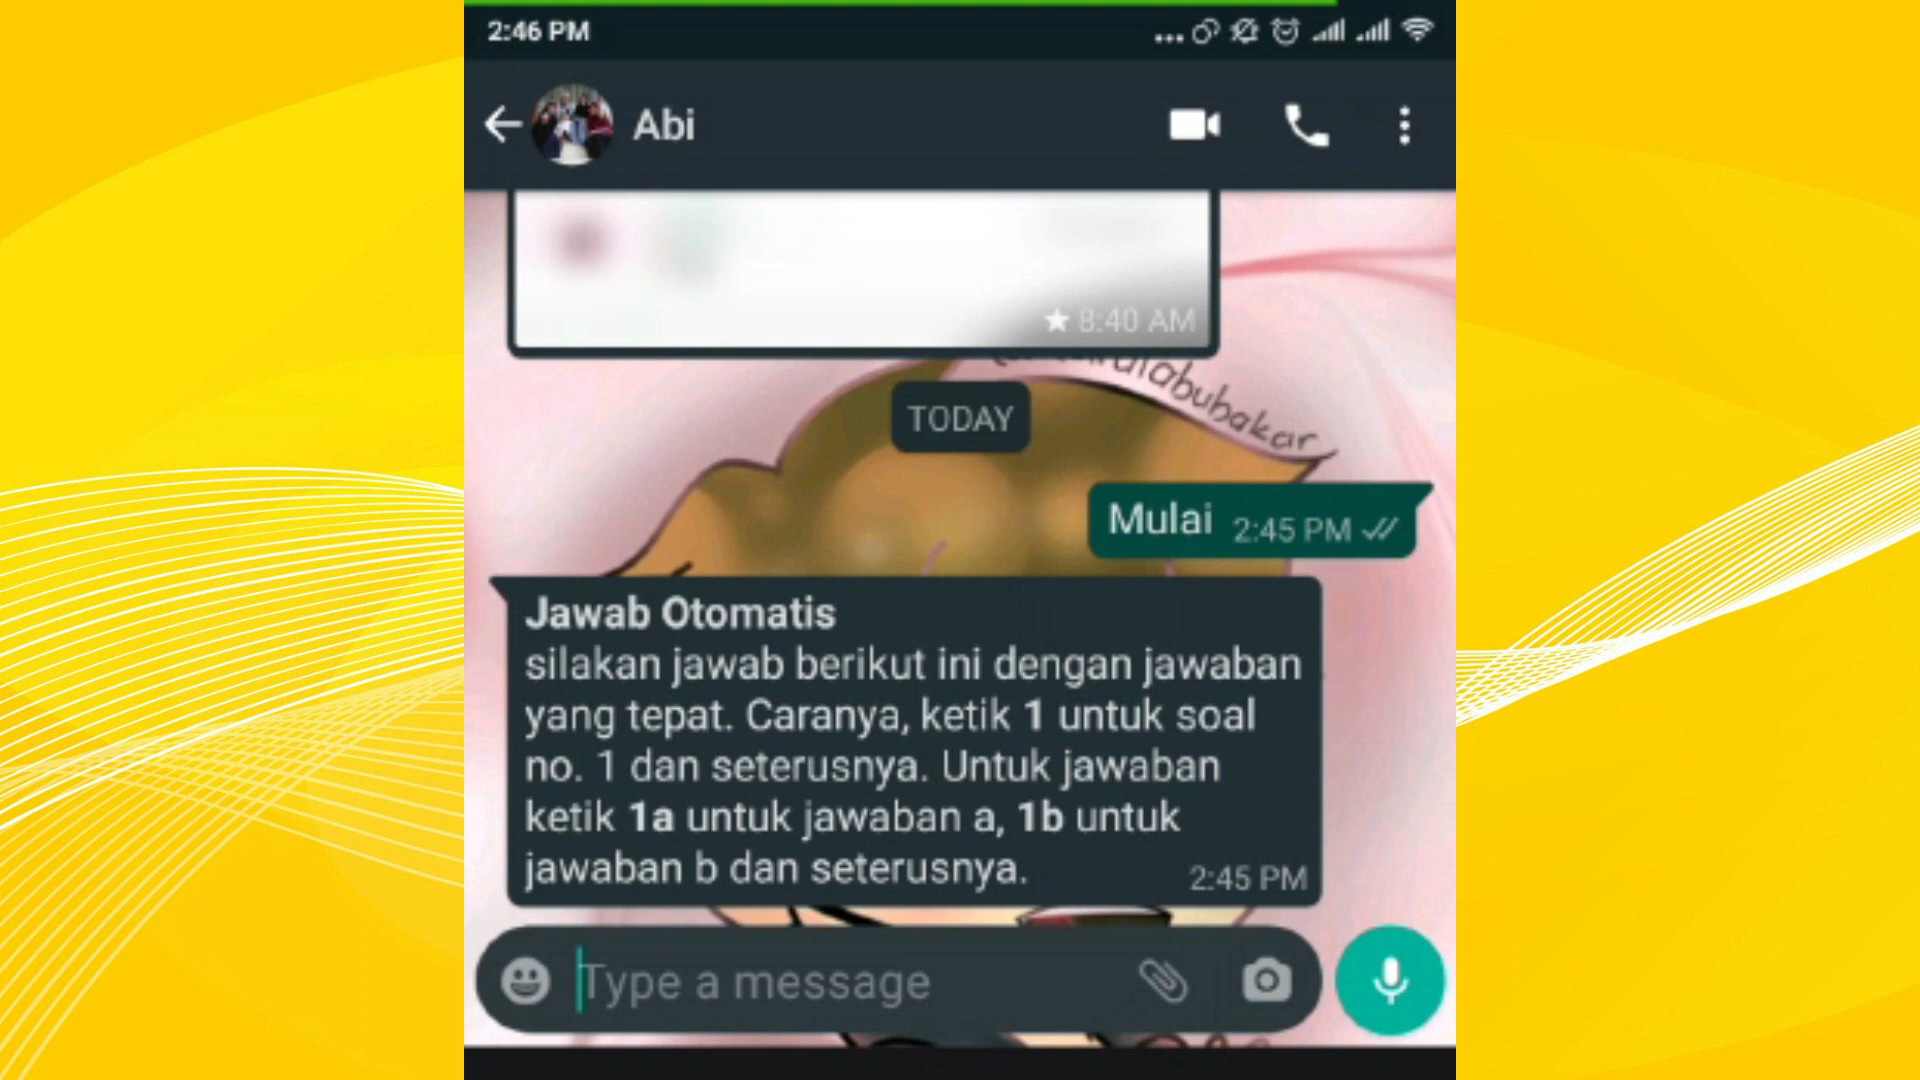 2:46 PM
Abi
8:40 AM
TODAY
Mulai 2:45 PM
Jawab Otomatis
silakan jawab berikut ini dengan jawaban
yang tepat. Caranya, ketik 1 untuk soal
no. 1 dan seterusnya. Untuk jawaban
ketik 1a untuk jawaban a, 1b untuk
jawaban b dan seterusnya.
2:45 PM
Type a message